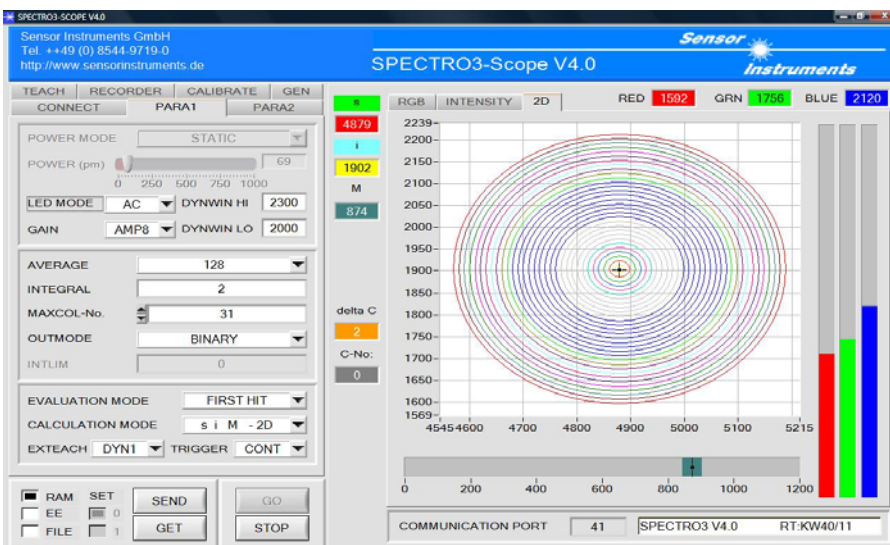 SPECTRO3-SCOPE V4.0
Sensor Instruments GmbH
Tel. ++49 (0) 8544-9719-0
http://www.sensorinstruments.de
SPECTRO3-Scope V4.0
Sensor
Instruments
TEACH RECORDER CALIBRATE GEN
CONNECT PARA1 PARA2
POWER MODE STATIC
POWER (pm) 69
0 250 500 750 1000
LED MODE AC DYNWIN HI 2300
GAIN AMP8 DYNWIN LO 2000
AVERAGE 128
INTEGRAL 2
MAXCOL-No. 31
OUTMODE BINARY
INTLIM 0
EVALUATION MODE FIRST HIT
CALCULATION MODE s i M - 2D
EXTEACH DYN1 TRIGGER CONT
RAM SET
EE 0
FILE 1
SEND GO
GET STOP
s
4879
i
1902
M
874
delta C
2
C-No:
0
RGB INTENSITY 2D RED 1592 GRN 1756 BLUE 2120
2239-
2200-
2150-
2100-
2050-
2000-
1950-
1900-
1850-
1800-
1750-
1700-
1650-
1600-
1569-
4545 4600 4700 4800 4900 5000 5100 5215
0 200 400 600 800 1000 1200
COMMUNICATION PORT 41 SPECTRO3 V4.0 RT:KW40/11